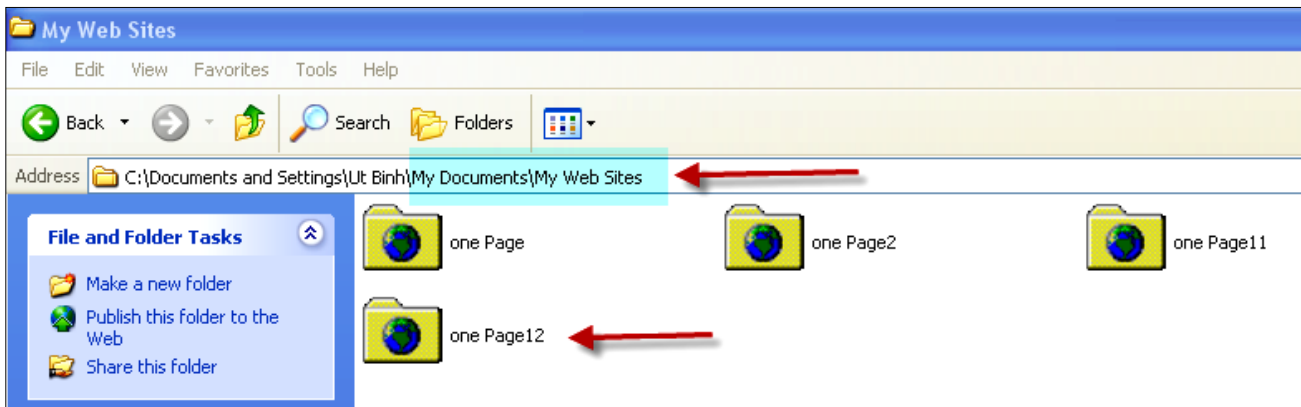 My Web Sites
File Edit View Favorites Tools Help
Back Search Folders
Address C:\Documents and Settings\Ut Binh\My Documents\My Web Sites
File and Folder Tasks
Make a new folder
Publish this folder to the
Web
Share this folder
one Page one Page2 one Page11
one Page12